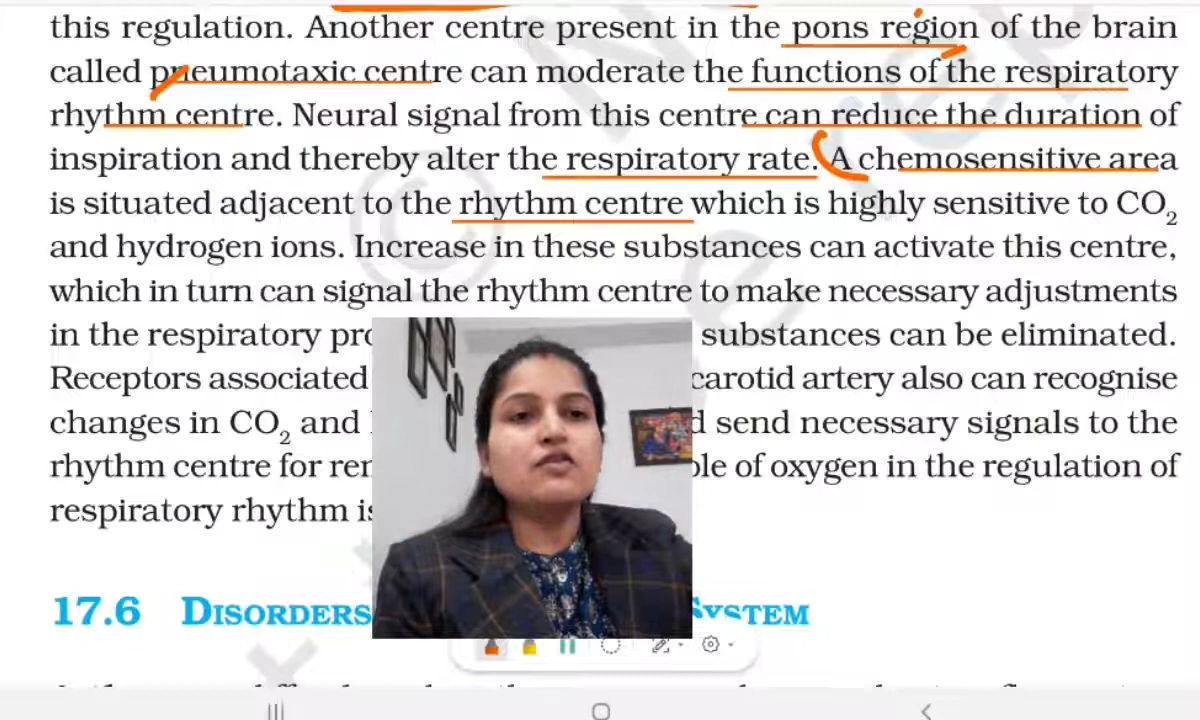 this regulation. Another centre present in the pons region of the brain
called pneumotaxic centre can moderate the functions of the respiratory
rhythm centre. Neural signal from this centre can reduce the duration of
inspiration and thereby alter the respiratory rate. A chemosensitive area
is situated adjacent to the rhythm centre which is highly sensitive to CO₂
and hydrogen ions. Increase in these substances can activate this centre,
which in turn can signal the rhythm centre to make necessary adjustments
in the respiratory substances can be eliminated.
Receptors associated carotid artery also can recognise
changes in CO₂ and send necessary signals to the
rhythm centre for of oxygen in the regulation of
respiratory rhythm
17.6 DISORDERS SYSTEM